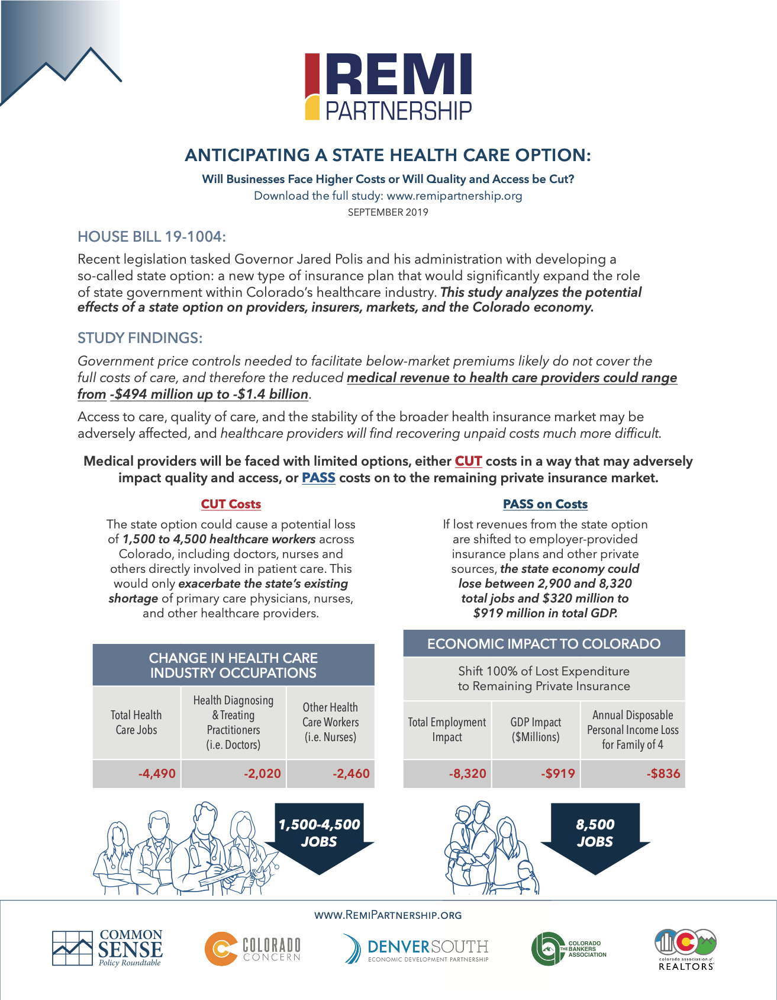 REMI
PARTNERSHIP
ANTICIPATING A STATE HEALTH CARE OPTION:
Will Businesses Face Higher Costs or Will Quality and Access be Cut?
Download the full study: www.remipartnership.org
SEPTEMBER 2019
HOUSE BILL 19-1004:
Recent legislation tasked Governor Jared Polis and his administration with developing a
so-called state option: a new type of insurance plan that would significantly expand the role
of state government within Colorado's healthcare industry. This study analyzes the potential
effects of a state option on providers, insurers, markets, and the Colorado economy.
STUDY FINDINGS:
Government price controls needed to facilitate below-market premiums likely do not cover the
full costs of care, and therefore the reduced medical revenue to health care providers could range
from -$494 million up to -$1.4 billion.
Access to care, quality of care, and the stability of the broader health insurance market may be
adversely affected, and healthcare providers will find recovering unpaid costs much more difficult.
Medical providers will be faced with limited options, either CUT costs in a way that may adversely
impact quality and access, or PASS costs on to the remaining private insurance market.
CUT Costs
The state option could cause a potential loss
of 1,500 to 4,500 healthcare workers across
Colorado, including doctors, nurses and
others directly involved in patient care. This
would only exacerbate the state's existing
shortage of primary care physicians, nurses,
and other healthcare providers.
CHANGE IN HEALTH CARE
INDUSTRY OCCUPATIONS
Total Health
Care Jobs
Health Diagnosing
& Treating
Practitioners
(i.e. Doctors)
Other Health
Care Workers
(i.e. Nurses)
-4,490
-2,020
-2,460
1,500-4,500
JOBS
PASS on Costs
If lost revenues from the state option
are shifted to employer-provided
insurance plans and other private
sources, the state economy could
lose between 2,900 and 8,320
total jobs and $320 million to
$919 million in total GDP.
ECONOMIC IMPACT TO COLORADO
Shift 100% of Lost Expenditure
to Remaining Private Insurance
Total Employment
Impact
GDP Impact
($Millions)
Annual Disposable
Personal Income Loss
for Family of 4
-8,320
-$919
-$836
8,500
JOBS
www.RemiPartnership.org
COMMON
SENSE
Policy Roundtable
COLORADO
CONCERN
DENVERSOUTH
ECONOMIC DEVELOPMENT PARTNERSHIP
COLORADO
THE BANKERS
ASSOCIATION
colorado association of
REALTORS®